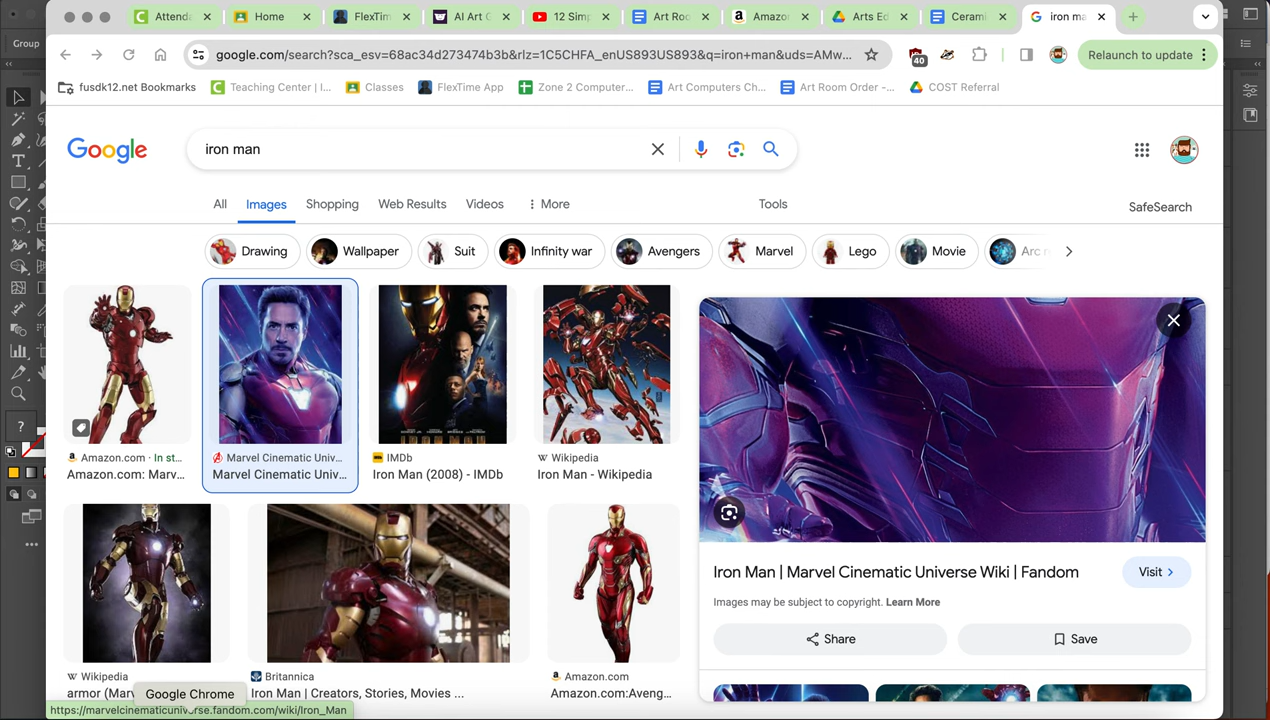 Attenda
Home
FlexTim
AI Art G
12 Simp
Art Roo
Amazor
Arts Ed
Cerami
iron ma
Group
google.com/search?sca_esv=68ac34d273474b3b&rlz=1C5CHFA_enUS893US893&q=iron+man&uds=AMw...
40
Relaunch to update
fusdk12.net Bookmarks
Teaching Center | I...
Classes
FlexTime App
Zone 2 Computer...
Art Computers Ch...
Art Room Order -...
COST Referral
Google
iron man
All
Images
Shopping
Web Results
Videos
More
Tools
SafeSearch
Drawing
Wallpaper
Suit
Infinity war
Avengers
Marvel
Lego
Movie
Arc
IRON MAN
Amazon.com · In st...
Marvel Cinematic Univ...
IMDb
Wikipedia
Amazon.com: Marv...
Marvel Cinematic Univ...
Iron Man (2008) - IMDb
Iron Man - Wikipedia
Iron Man | Marvel Cinematic Universe Wiki | Fandom
Visit
Images may be subject to copyright. Learn More
Share
Save
Wikipedia
Britannica
Amazon.com
armor (Marv
Iron Man | Creators, Stories, Movies ...
Amazon.com:Aveng...
Google Chrome
https://marvelcinematicuniverse.fandom.com/wiki/Iron_Man